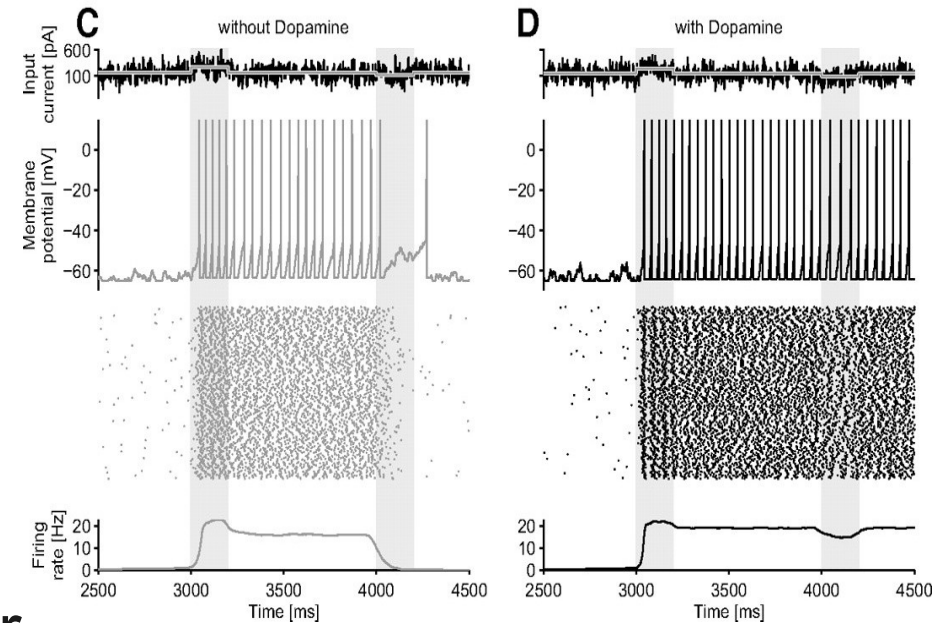 C without Dopamine
D with Dopamine
Input
current [pA]
600
100
Membrane
potential [mV]
0
−20
−40
−60
0
−20
−40
−60
Firing
rate [Hz]
20
10
0
20
10
0
2500 3000 3500 4000 4500
Time [ms]
2500 3000 3500 4000 4500
Time [ms]